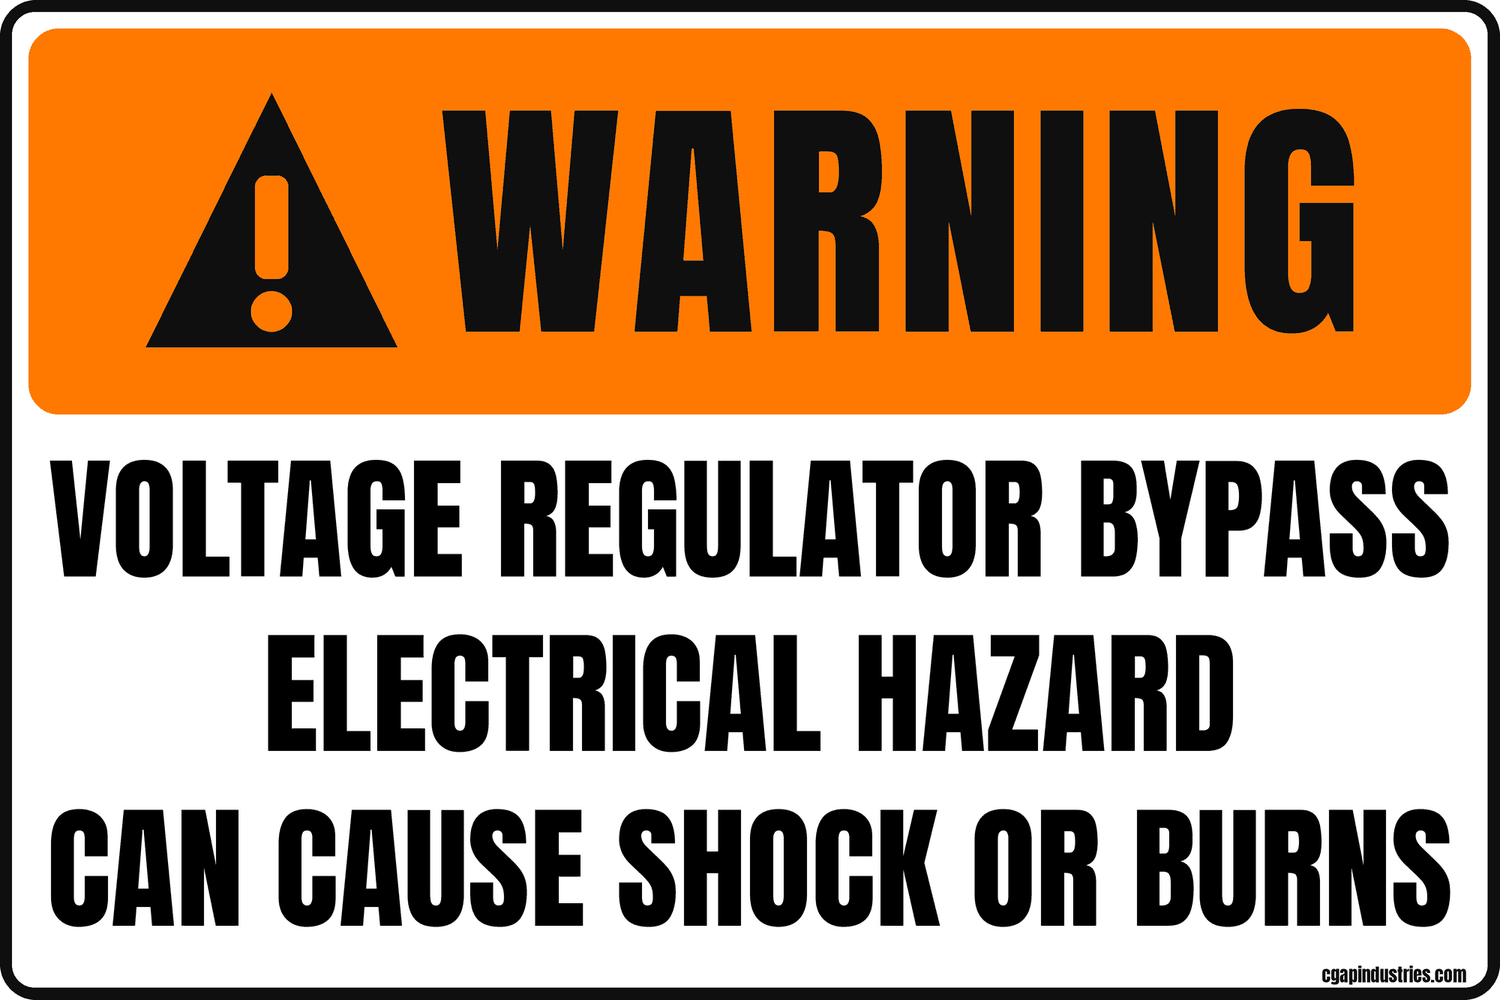 WARNING
VOLTAGE REGULATOR BYPASS
ELECTRICAL HAZARD
CAN CAUSE SHOCK OR BURNS
cgapindustries.com